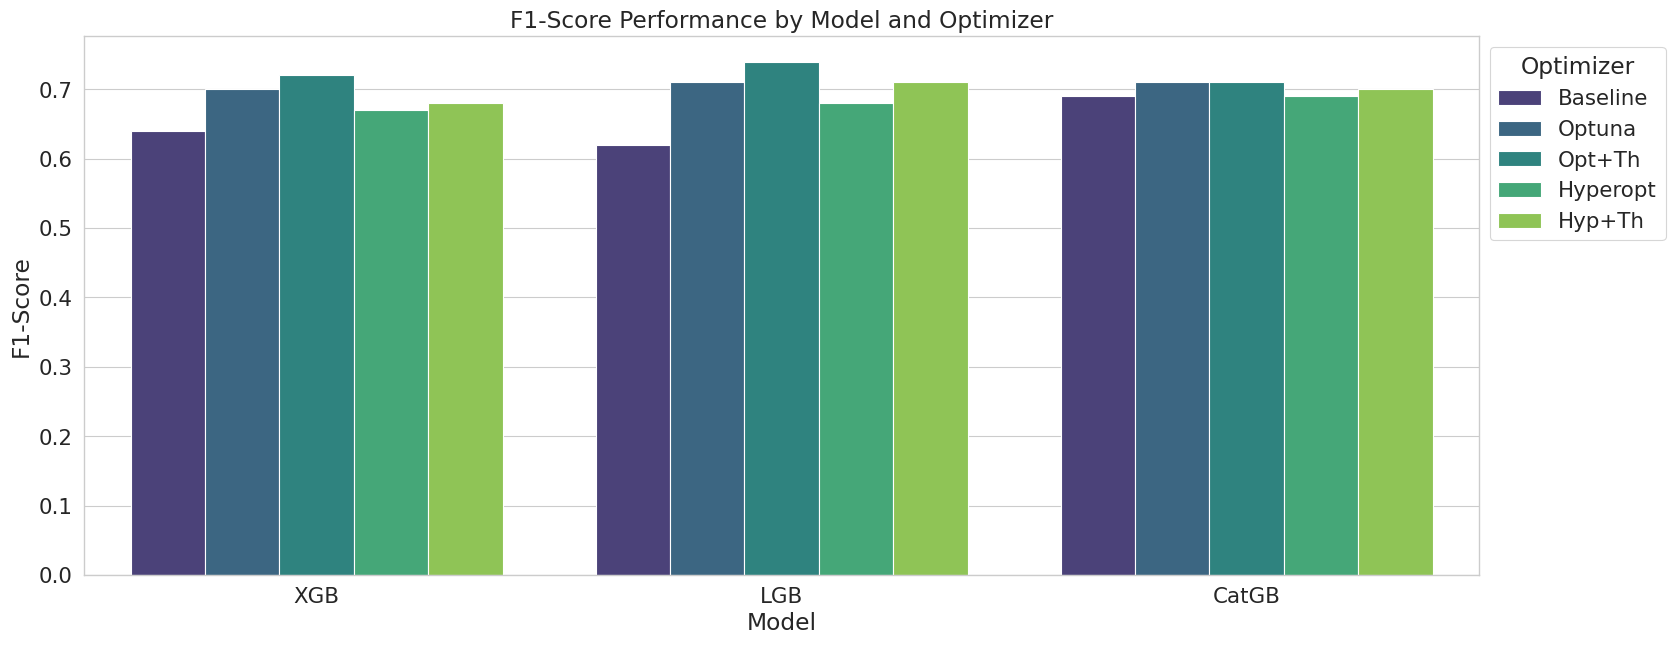 F1-Score Performance by Model and Optimizer
F1-Score
0.7
0.6
0.5
0.4
0.3
0.2
0.1
0.0
XGB
LGB
CatGB
Model
Optimizer
Baseline
Optuna
Opt+Th
Hyperopt
Hyp+Th